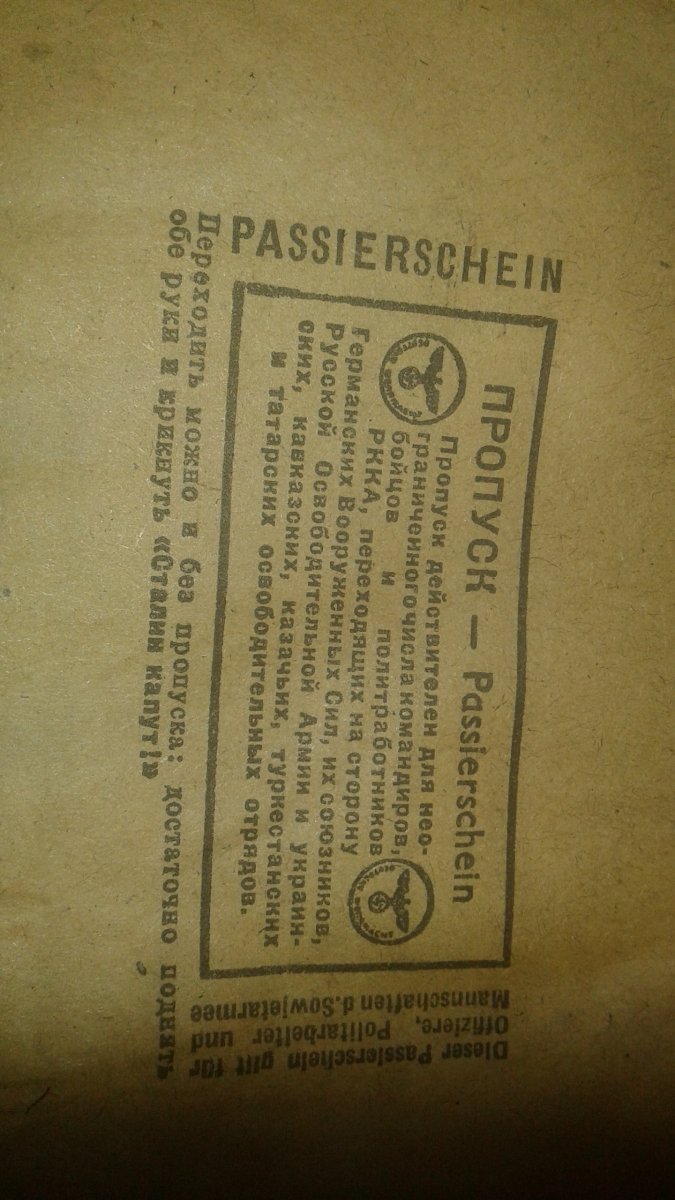 PASSIERSCHEIN
ПРОПУСК — Passierschein
Пропуск действителен для нео-
граниченного числа командиров,
бойцов и политработников
РККА, переходящих на сторону
Германских Вооруженных Сил, их союзников,
Русской Освободительной Армии и украин-
ских, кавказских, казачьих, туркестанских
и татарских освободительных отрядов.
Dieser Passierschein gilt für
Offiziere, Politarbeiter und
Mannschaften d.Sowjetarmee
Переходить можно и без пропуска: достаточно поднять
обе руки и крикнуть «Сталин капут!»